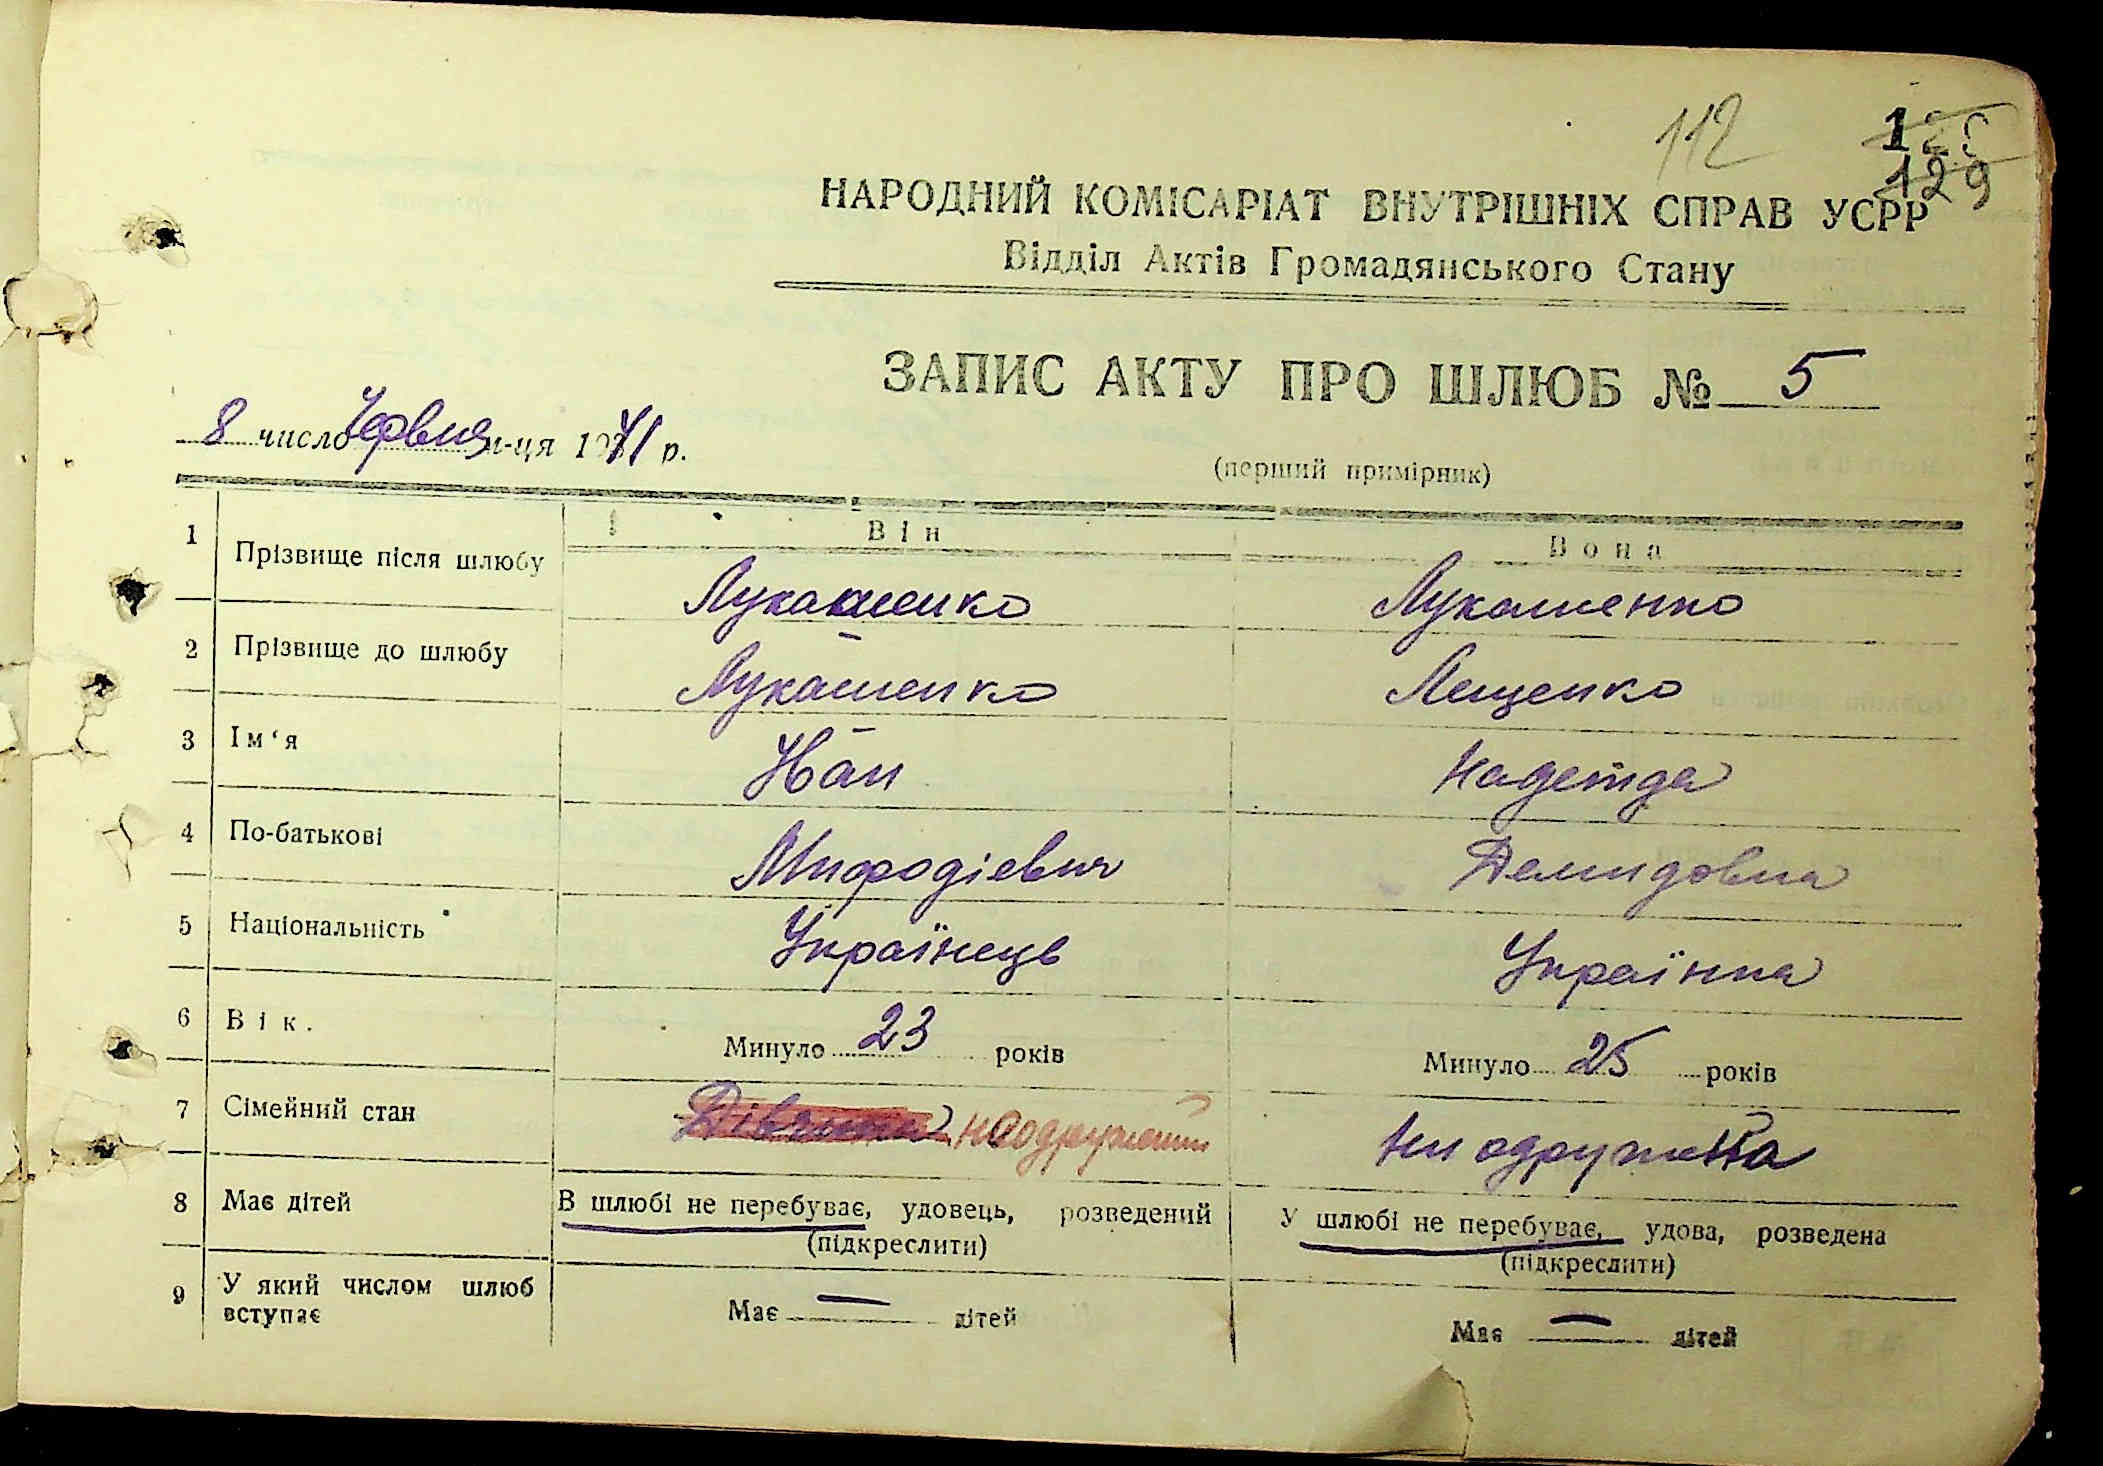 112
129
НАРОДНИЙ КОМІСАРІАТ ВНУТРІШНІХ СПРАВ УСРР
Відділ Актів Громадянського Стану
ЗАПИС АКТУ ПРО ШЛЮБ № 5
8 число Червня м-ця 1941 р.
(перший примірник)
Він Вона
1 Прізвище після шлюбу Лукашенко Лукашенко
2 Прізвище до шлюбу Лукашенко Лещенко
3 Ім‘я Іван Надежда
4 По-батькові Мифодієвич Демидовна
5 Національність Українець Українка
6 Вік. Минуло 23 років Минуло 25 років
7 Сімейний стан неодружений ни одружена
8 Має дітей В шлюбі не перебуває, удовець, розведений У шлюбі не перебуває, удова, розведена
(підкреслити) (підкреслити)
9 У який числом шлюб вступає Має — дітей Має — дітей